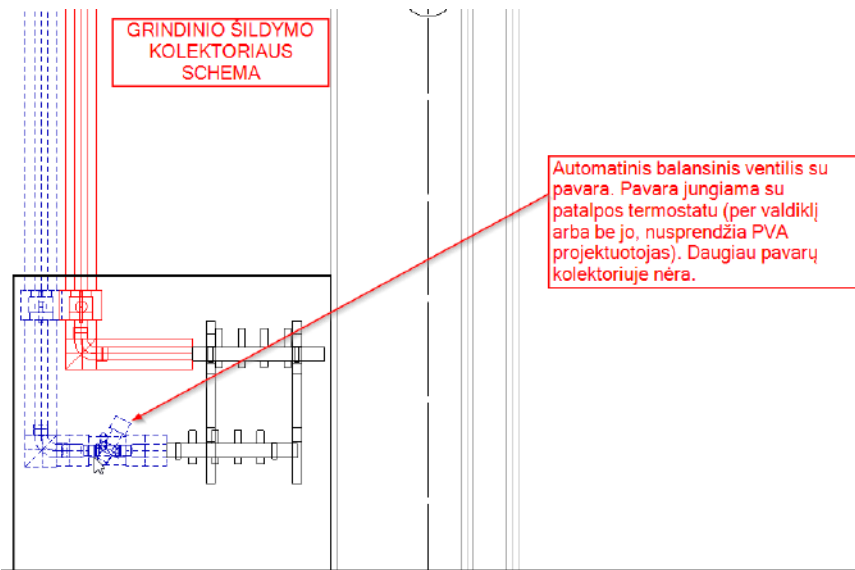 GRINDINIO ŠILDYMO
KOLEKTORIAUS
SCHEMA
Automatinis balansinis ventilis su
pavara. Pavara jungiama su
patalpos termostatu (per valdiklį
arba be jo, nusprendžia PVA
projektuotojas). Daugiau pavarų
kolektoriuje nėra.